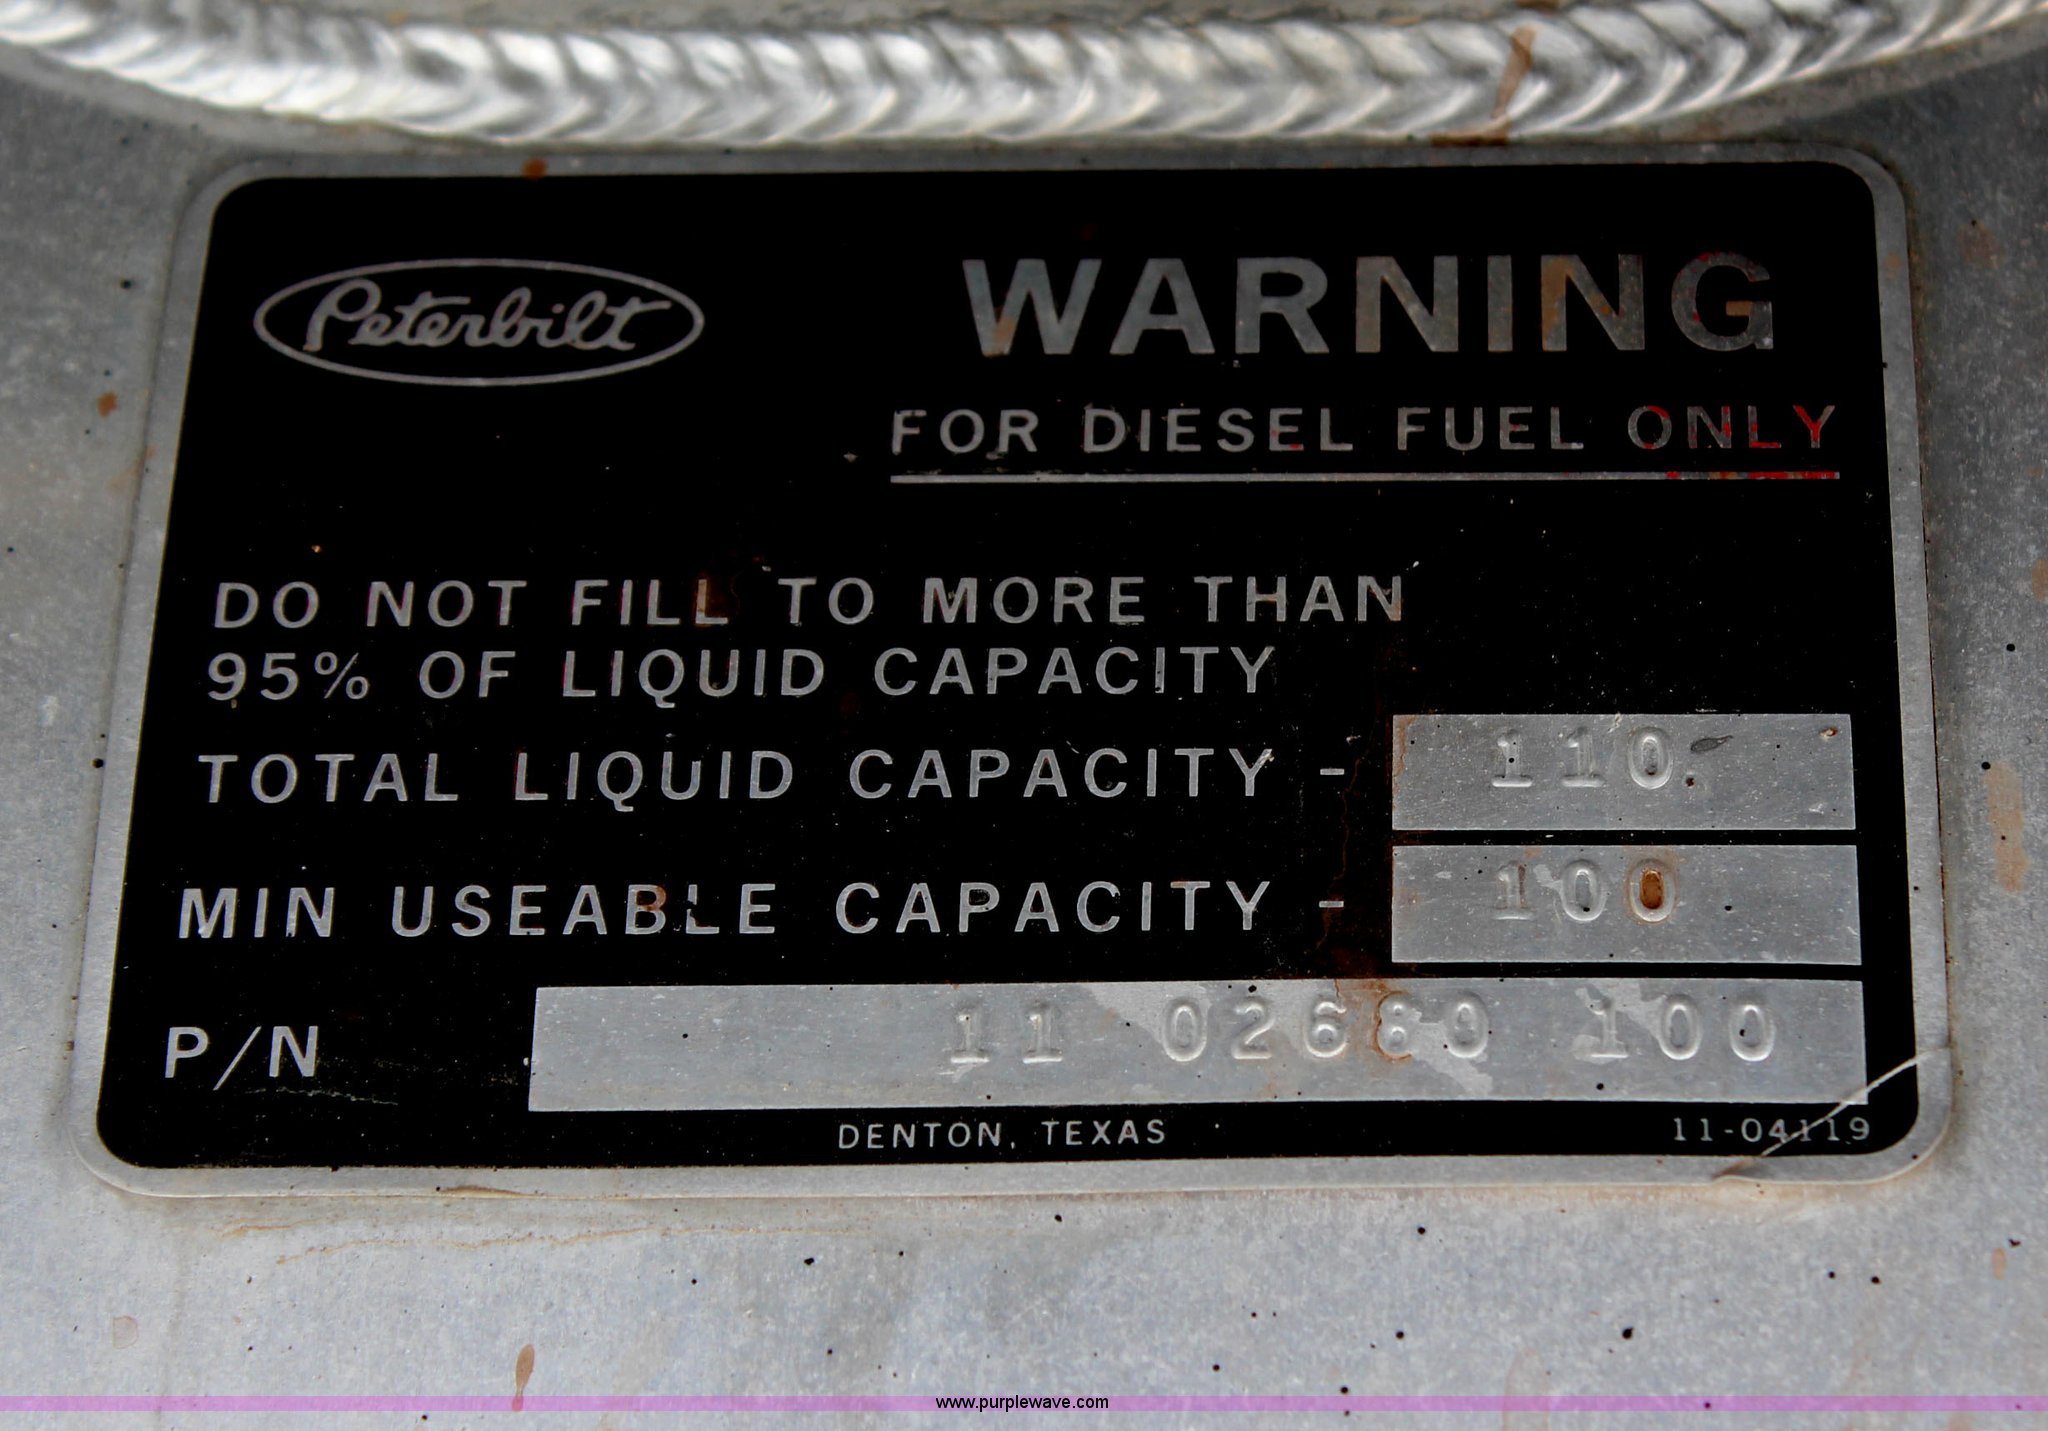 Peterbilt
WARNING
FOR DIESEL FUEL ONLY
DO NOT FILL TO MORE THAN
95% OF LIQUID CAPACITY
TOTAL LIQUID CAPACITY - 110
MIN USEABLE CAPACITY - 100
P/N 11 02680 100
DENTON, TEXAS 11-04119
www.purplewave.com